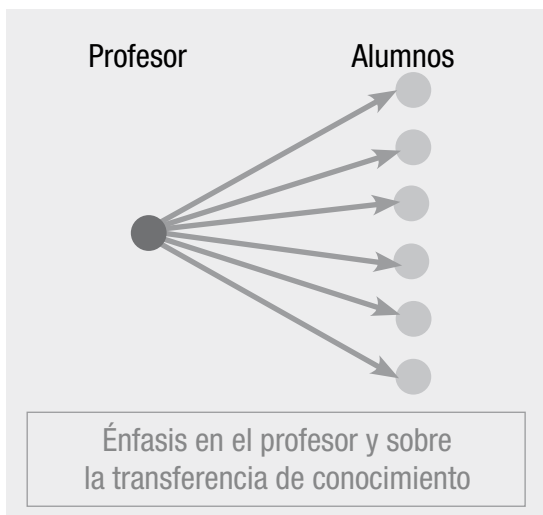 Profesor Alumnos
Énfasis en el profesor y sobre
la transferencia de conocimiento